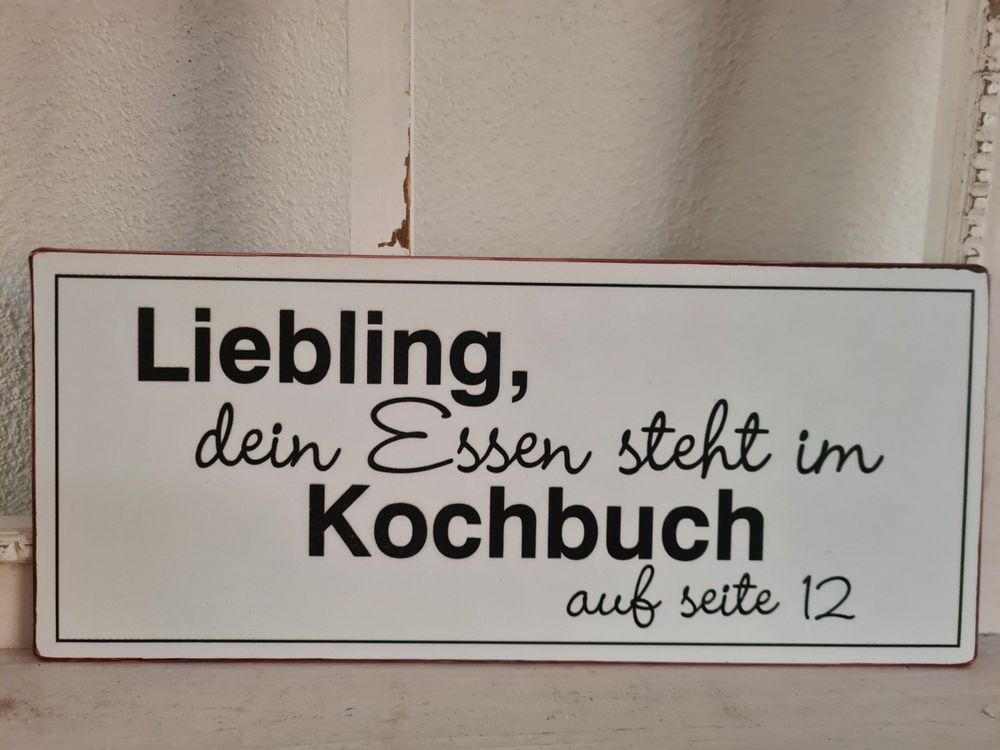 Liebling,
dein Essen steht im
Kochbuch
auf seite 12